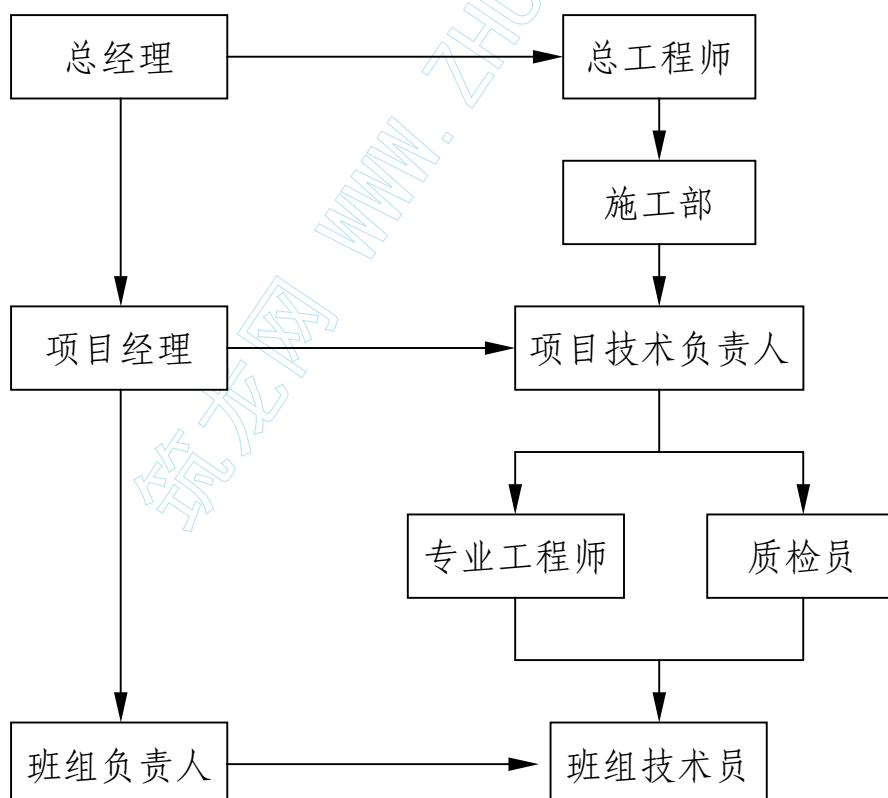 总经理
总工程师
施工部
项目经理
项目技术负责人
专业工程师
质检员
班组负责人
班组技术员
筑龙网 WWW. ZHU